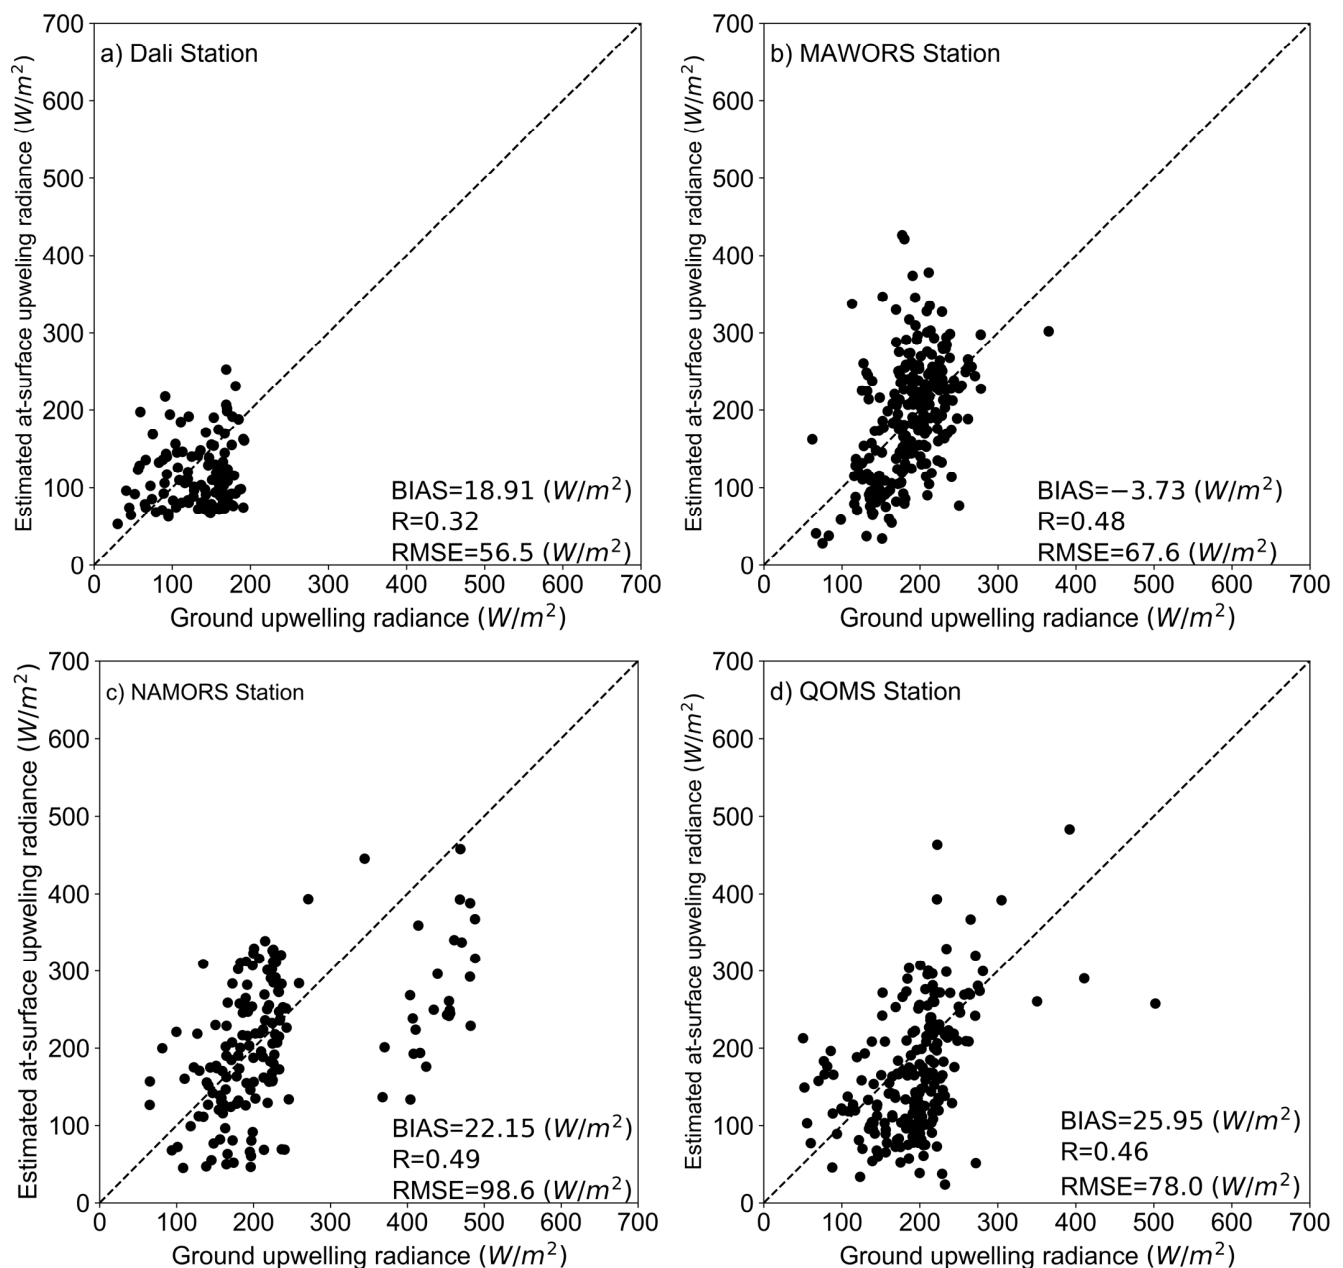 a) Dali Station
Estimated at-surface upweling radiance (W/m²)
700
600
500
400
300
200
100
0
BIAS=18.91 (W/m²)
R=0.32
RMSE=56.5 (W/m²)
0 100 200 300 400 500 600 700
Ground upwelling radiance (W/m²)
b) MAWORS Station
Estimated at-surface upweling radiance (W/m²)
700
600
500
400
300
200
100
0
BIAS=−3.73 (W/m²)
R=0.48
RMSE=67.6 (W/m²)
0 100 200 300 400 500 600 700
Ground upwelling radiance (W/m²)
c) NAMORS Station
Estimated at-surface upweling radiance (W/m²)
700
600
500
400
300
200
100
0
BIAS=22.15 (W/m²)
R=0.49
RMSE=98.6 (W/m²)
0 100 200 300 400 500 600 700
Ground upwelling radiance (W/m²)
d) QOMS Station
Estimated at-surface upweling radiance (W/m²)
700
600
500
400
300
200
100
0
BIAS=25.95 (W/m²)
R=0.46
RMSE=78.0 (W/m²)
0 100 200 300 400 500 600 700
Ground upwelling radiance (W/m²)